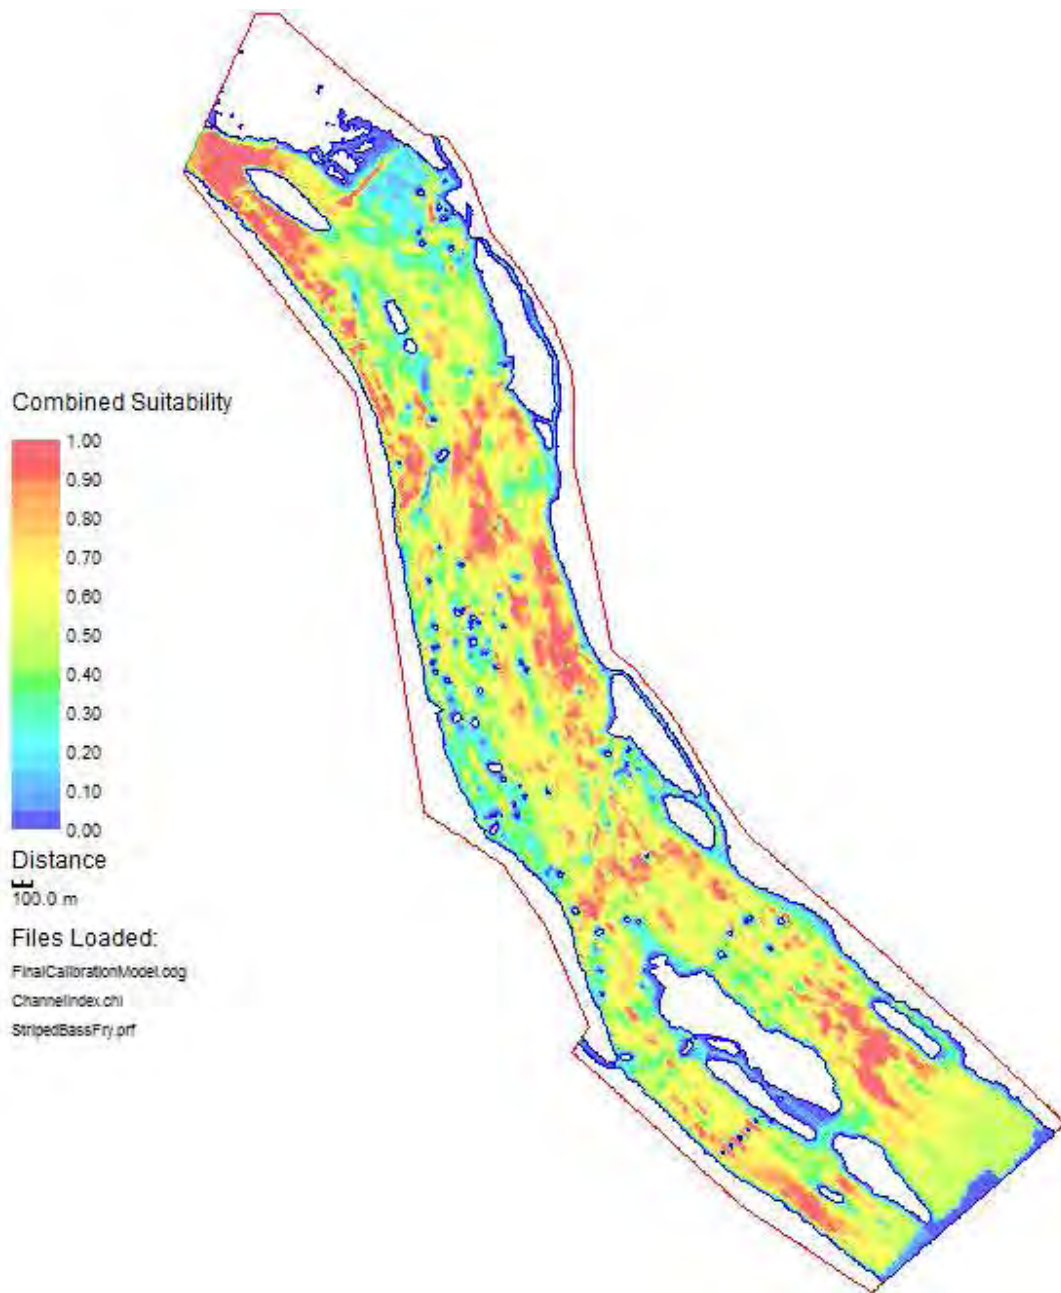 Combined Suitability
1.00
0.90
0.80
0.70
0.60
0.50
0.40
0.30
0.20
0.10
0.00
Distance
100.0 m
Files Loaded:
FinalCalibrationModel.cdg
ChannelIndex.chi
StripedBassFry.prf